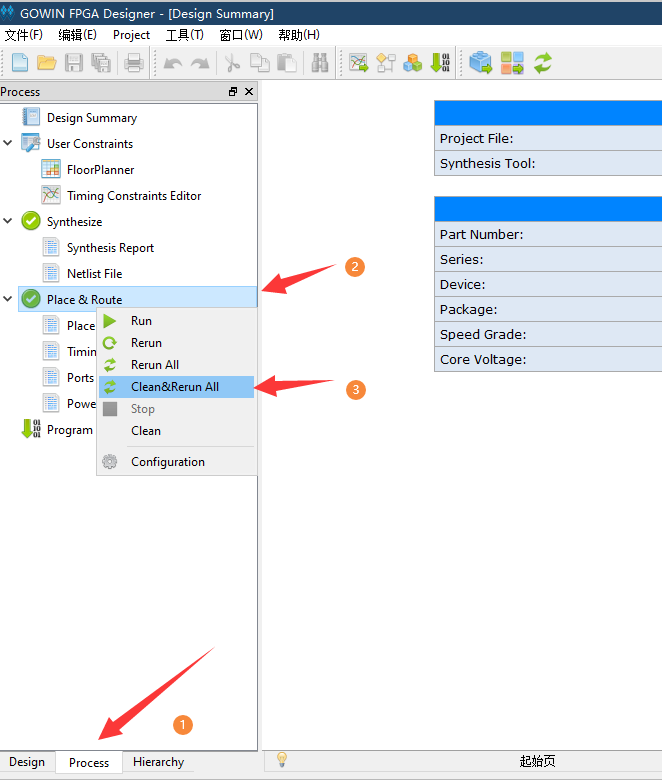 GOWIN FPGA Designer - [Design Summary]
文件(F) 编辑(E) Project 工具(T) 窗口(W) 帮助(H)
Process
Design Summary
User Constraints
FloorPlanner
Timing Constraints Editor
Synthesize
Synthesis Report
Netlist File
Place & Route
Place
Timin
Ports
Powe
Program
Run
Rerun
Rerun All
Clean&Rerun All
Stop
Clean
Configuration
2
3
1
Project File:
Synthesis Tool:
Part Number:
Series:
Device:
Package:
Speed Grade:
Core Voltage:
Design Process Hierarchy
起始页